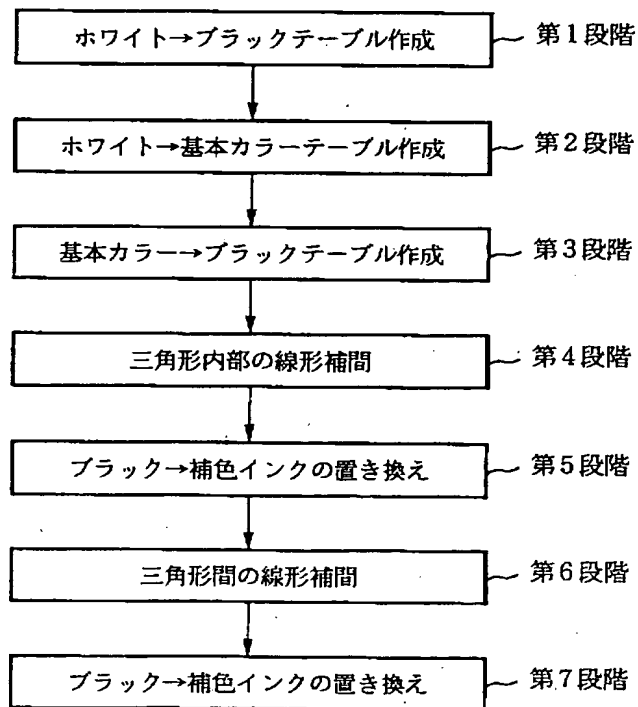 ホワイト→ブラックテーブル作成 第1段階
ホワイト→基本カラーテーブル作成 第2段階
基本カラー→ブラックテーブル作成 第3段階
三角形内部の線形補間 第4段階
ブラック→補色インクの置き換え 第5段階
三角形間の線形補間 第6段階
ブラック→補色インクの置き換え 第7段階